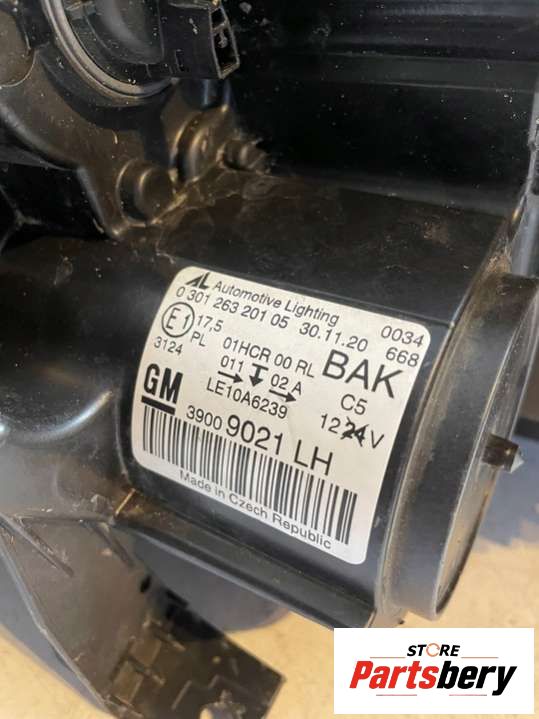 AL Automotive Lighting
0 301 263 201 05 30.11.20 0034
E1 17,5 01HCR 00 RL BAK 668
3124 PL 011 02 A C5
GM LE10A6239 12 24 V
3900 9021 LH
Made in Czech Republic
STORE
Partsbery